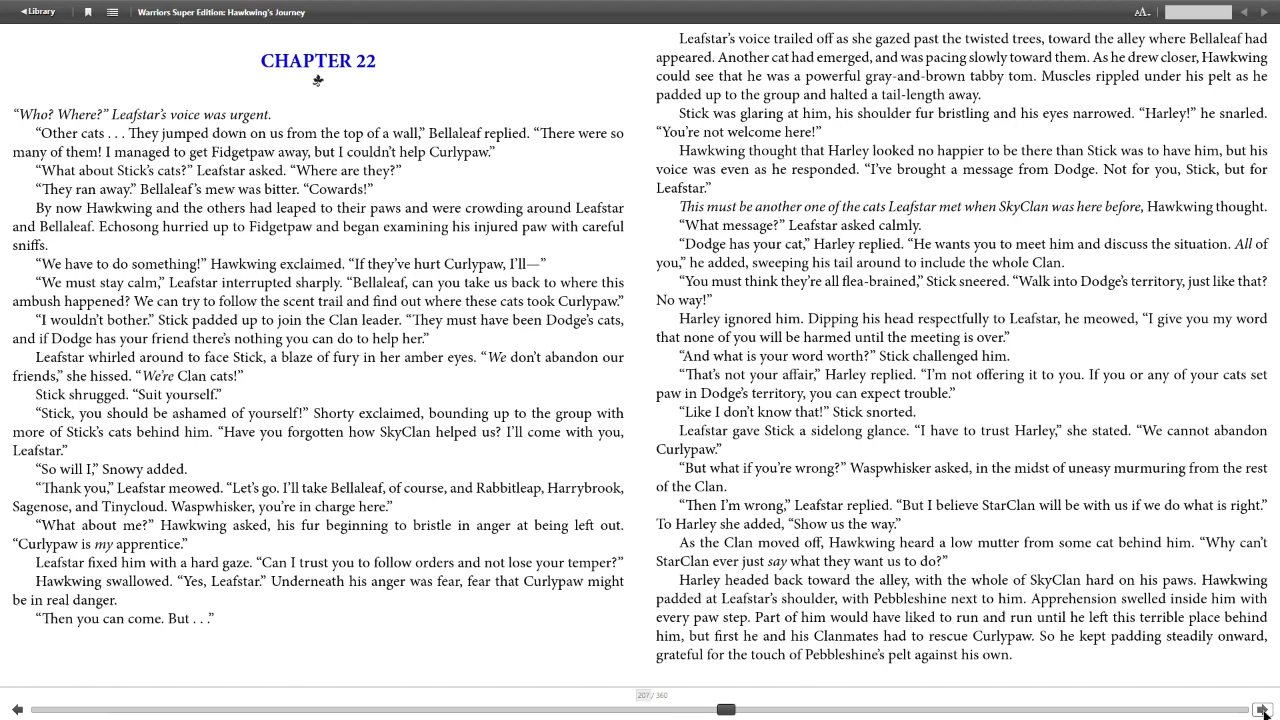 Library
Warriors Super Edition: Hawkwing's Journey
AA
CHAPTER 22
“Who? Where?” Leafstar’s voice was urgent.
“Other cats . . . They jumped down on us from the top of a wall,” Bellaleaf replied. “There were so
many of them! I managed to get Fidgetpaw away, but I couldn’t help Curlypaw.”
“What about Stick’s cats?” Leafstar asked. “Where are they?”
“They ran away.” Bellaleaf’s mew was bitter. “Cowards!”
By now Hawkwing and the others had leaped to their paws and were crowding around Leafstar
and Bellaleaf. Echosong hurried up to Fidgetpaw and began examining his injured paw with careful
sniffs.
“We have to do something!” Hawkwing exclaimed. “If they’ve hurt Curlypaw, I’ll—”
“We must stay calm,” Leafstar interrupted sharply. “Bellaleaf, can you take us back to where this
ambush happened? We can try to follow the scent trail and find out where these cats took Curlypaw.”
“I wouldn’t bother.” Stick padded up to join the Clan leader. “They must have been Dodge’s cats,
and if Dodge has your friend there’s nothing you can do to help her.”
Leafstar whirled around to face Stick, a blaze of fury in her amber eyes. “We don’t abandon our
friends,” she hissed. “We’re Clan cats!”
Stick shrugged. “Suit yourself.”
“Stick, you should be ashamed of yourself!” Shorty exclaimed, bounding up to the group with
more of Stick’s cats behind him. “Have you forgotten how SkyClan helped us? I’ll come with you,
Leafstar.”
“So will I,” Snowy added.
“Thank you,” Leafstar meowed. “Let’s go. I’ll take Bellaleaf, of course, and Rabbitleap, Harrybrook,
Sagenose, and Tinycloud. Waspwhisker, you’re in charge here.”
“What about me?” Hawkwing asked, his fur beginning to bristle in anger at being left out.
“Curlypaw is my apprentice.”
Leafstar fixed him with a hard gaze. “Can I trust you to follow orders and not lose your temper?”
Hawkwing swallowed. “Yes, Leafstar.” Underneath his anger was fear, fear that Curlypaw might
be in real danger.
“Then you can come. But . . .”
Leafstar’s voice trailed off as she gazed past the twisted trees, toward the alley where Bellaleaf had
appeared. Another cat had emerged, and was pacing slowly toward them. As he drew closer, Hawkwing
could see that he was a powerful gray-and-brown tabby tom. Muscles rippled under his pelt as he
padded up to the group and halted a tail-length away.
Stick was glaring at him, his shoulder fur bristling and his eyes narrowed. “Harley!” he snarled.
“You’re not welcome here!”
Hawkwing thought that Harley looked no happier to be there than Stick was to have him, but his
voice was even as he responded. “I’ve brought a message from Dodge. Not for you, Stick, but for
Leafstar.”
This must be another one of the cats Leafstar met when SkyClan was here before, Hawkwing thought.
“What message?” Leafstar asked calmly.
“Dodge has your cat,” Harley replied. “He wants you to meet him and discuss the situation. All of
you,” he added, sweeping his tail around to include the whole Clan.
“You must think they’re all flea-brained,” Stick sneered. “Walk into Dodge’s territory, just like that?
No way!”
Harley ignored him. Dipping his head respectfully to Leafstar, he meowed, “I give you my word
that none of you will be harmed until the meeting is over.”
“And what is your word worth?” Stick challenged him.
“That’s not your affair,” Harley replied. “I’m not offering it to you. If you or any of your cats set
paw in Dodge’s territory, you can expect trouble.”
“Like I don’t know that!” Stick snorted.
Leafstar gave Stick a sidelong glance. “I have to trust Harley,” she stated. “We cannot abandon
Curlypaw.”
“But what if you’re wrong?” Waspwhisker asked, in the midst of uneasy murmuring from the rest
of the Clan.
“Then I’m wrong,” Leafstar replied. “But I believe StarClan will be with us if we do what is right.”
To Harley she added, “Show us the way.”
As the Clan moved off, Hawkwing heard a low mutter from some cat behind him. “Why can’t
StarClan ever just say what they want us to do?”
Harley headed back toward the alley, with the whole of SkyClan hard on his paws. Hawkwing
padded at Leafstar’s shoulder, with Pebbleshine next to him. Apprehension swelled inside him with
every paw step. Part of him would have liked to run and run until he left this terrible place behind
him, but first he and his Clanmates had to rescue Curlypaw. So he kept padding steadily onward,
grateful for the touch of Pebbleshine’s pelt against his own.
207 / 360